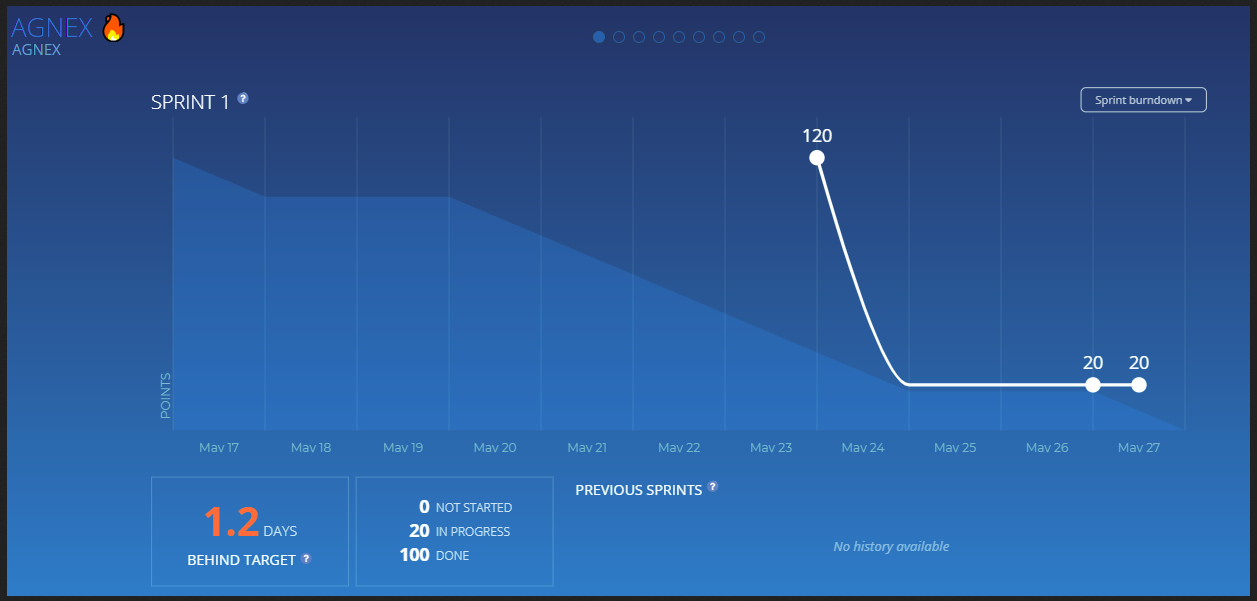 AGNEX
AGNEX
SPRINT 1 ?
Sprint burndown
120
20 20
POINTS
May 17 May 18 May 19 May 20 May 21 May 22 May 23 May 24 May 25 May 26 May 27
1.2 DAYS
BEHIND TARGET ?
0 NOT STARTED
20 IN PROGRESS
100 DONE
PREVIOUS SPRINTS ?
No history available